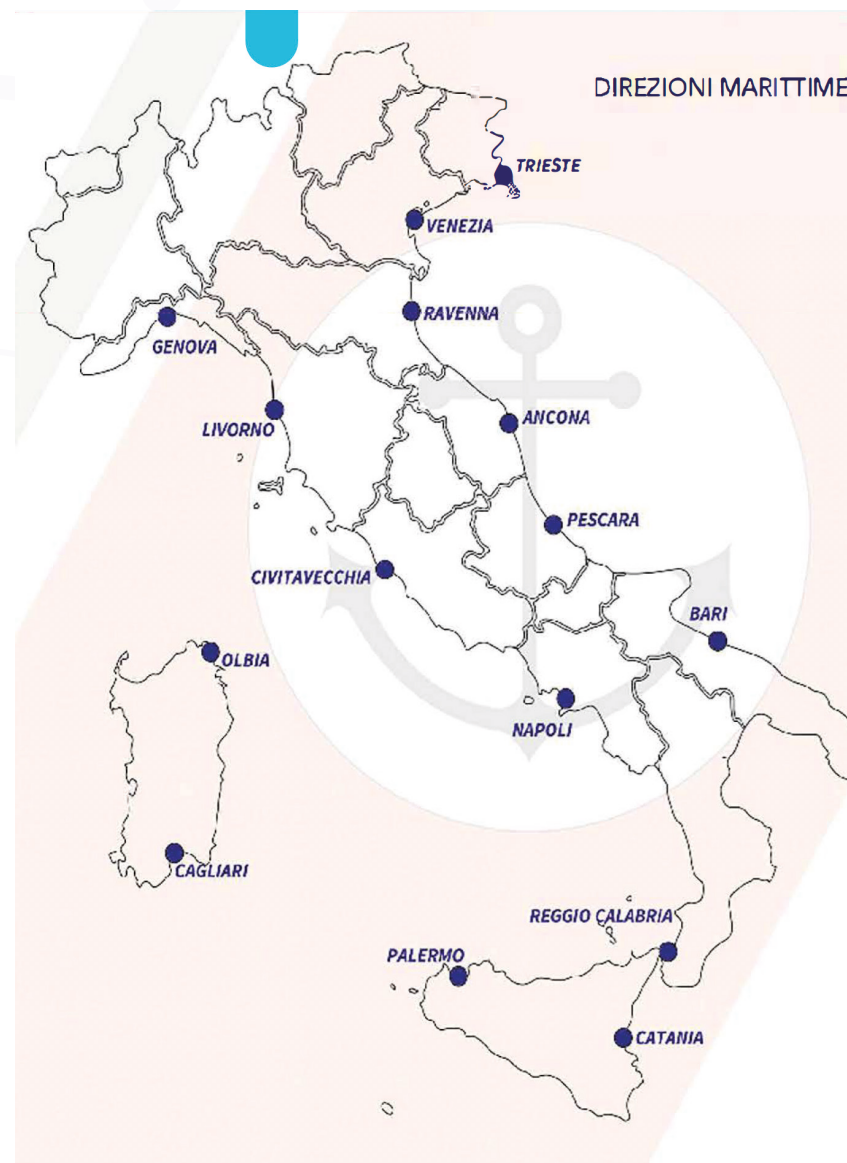 DIREZIONI MARITTIME
TRIESTE
VENEZIA
RAVENNA
GENOVA
LIVORNO
ANCONA
PESCARA
CIVITAVECCHIA
BARI
OLBIA
NAPOLI
CAGLIARI
REGGIO CALABRIA
PALERMO
CATANIA